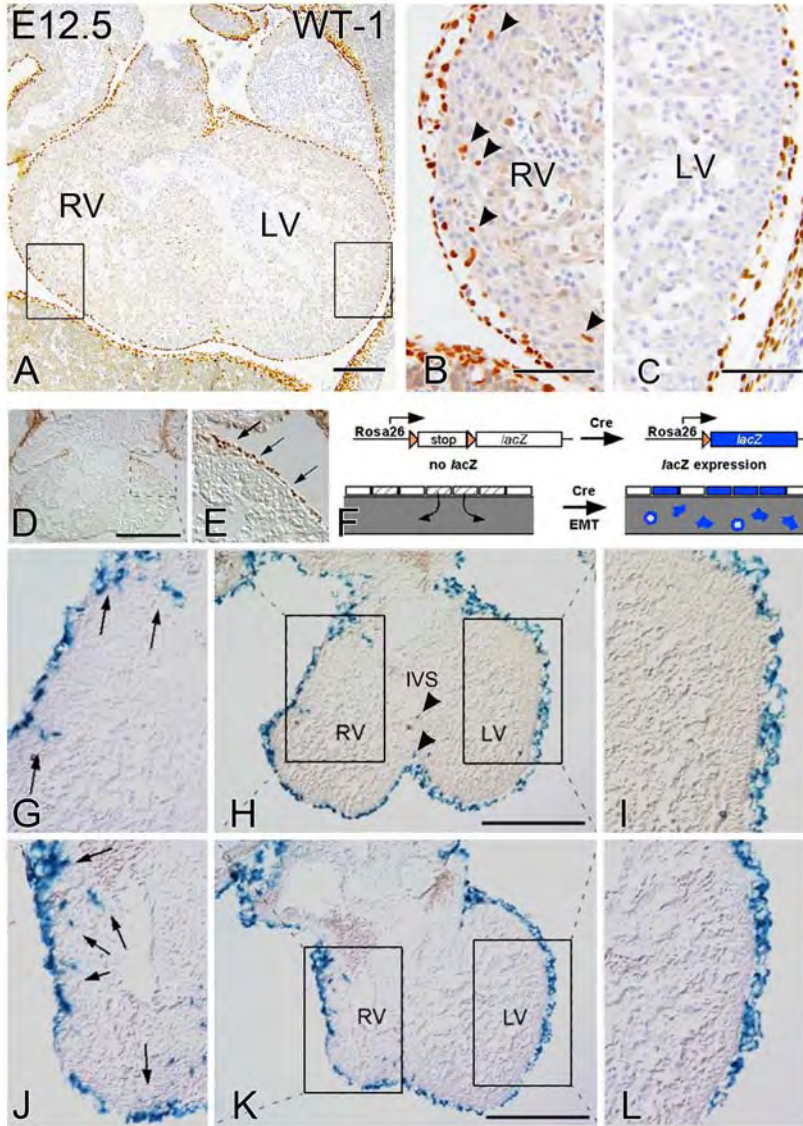 E12.5 WT-1
RV LV
A
RV
B
LV
C
D
E
Rosa26 stop lacZ Cre Rosa26 lacZ
no lacZ lacZ expression
Cre
EMT
F
G
IVS
RV LV
H
I
J
RV LV
K
L